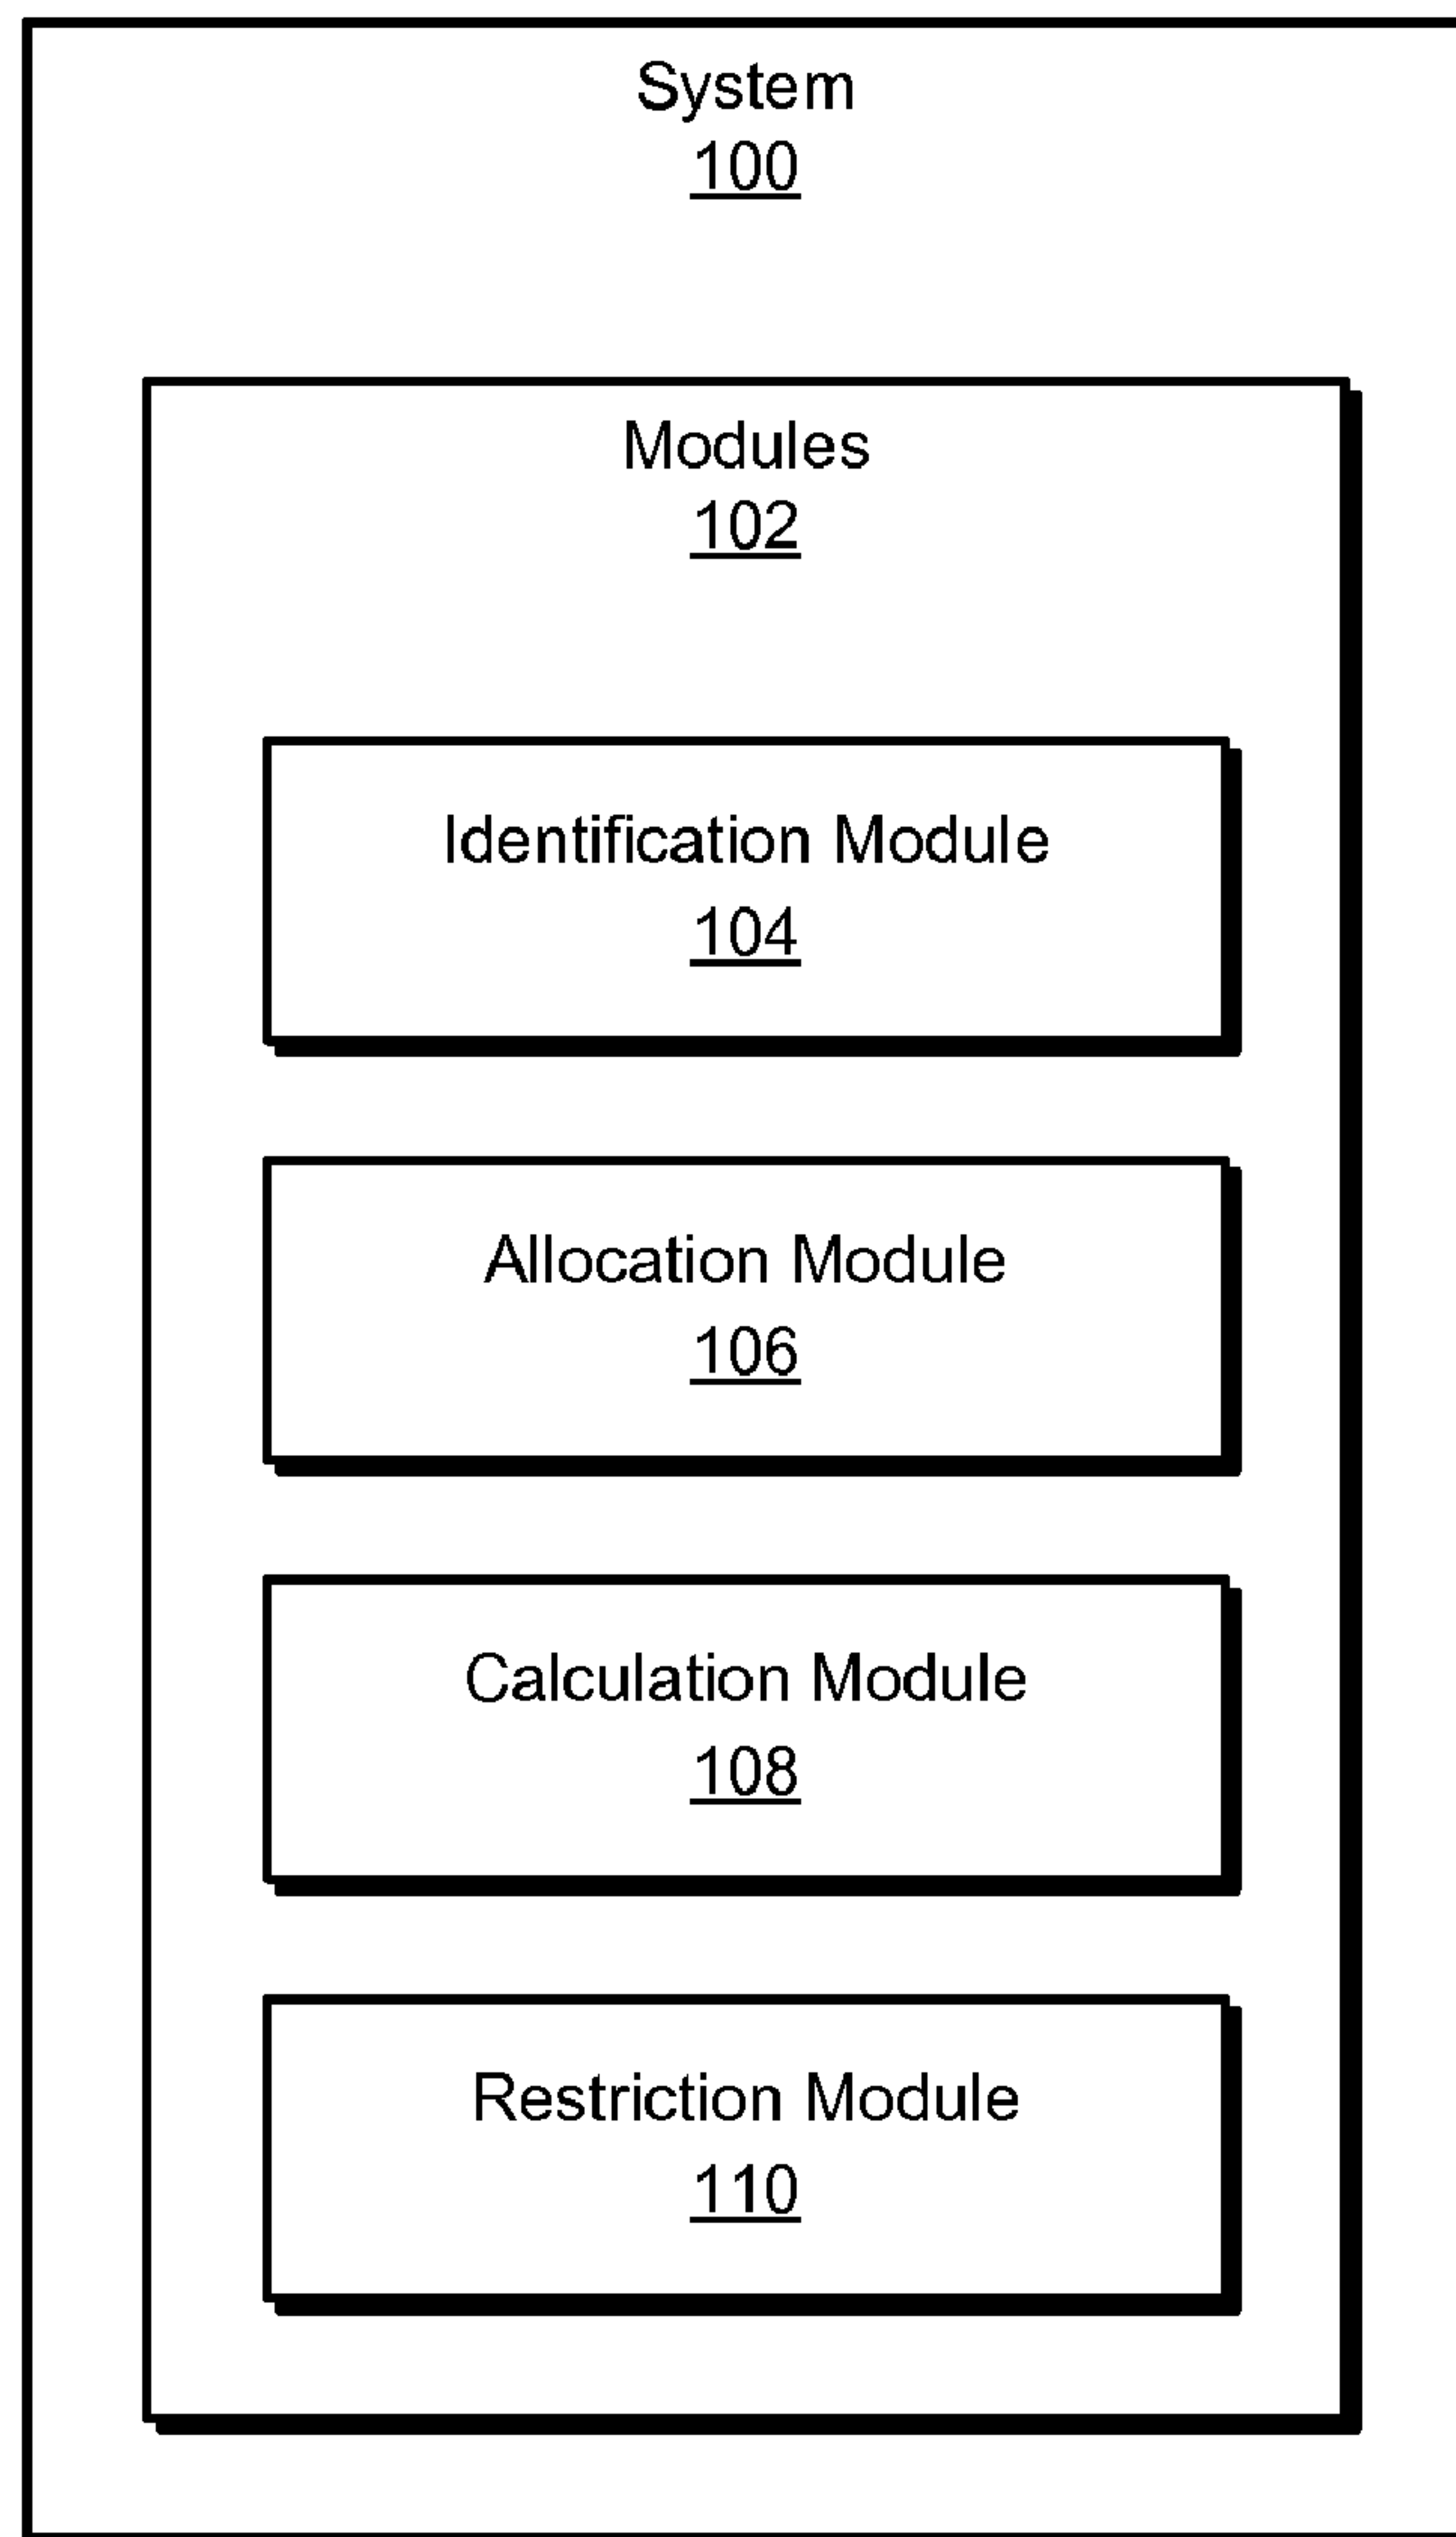 System
100
Modules
102
Identification Module
104
Allocation Module
106
Calculation Module
108
Restriction Module
110